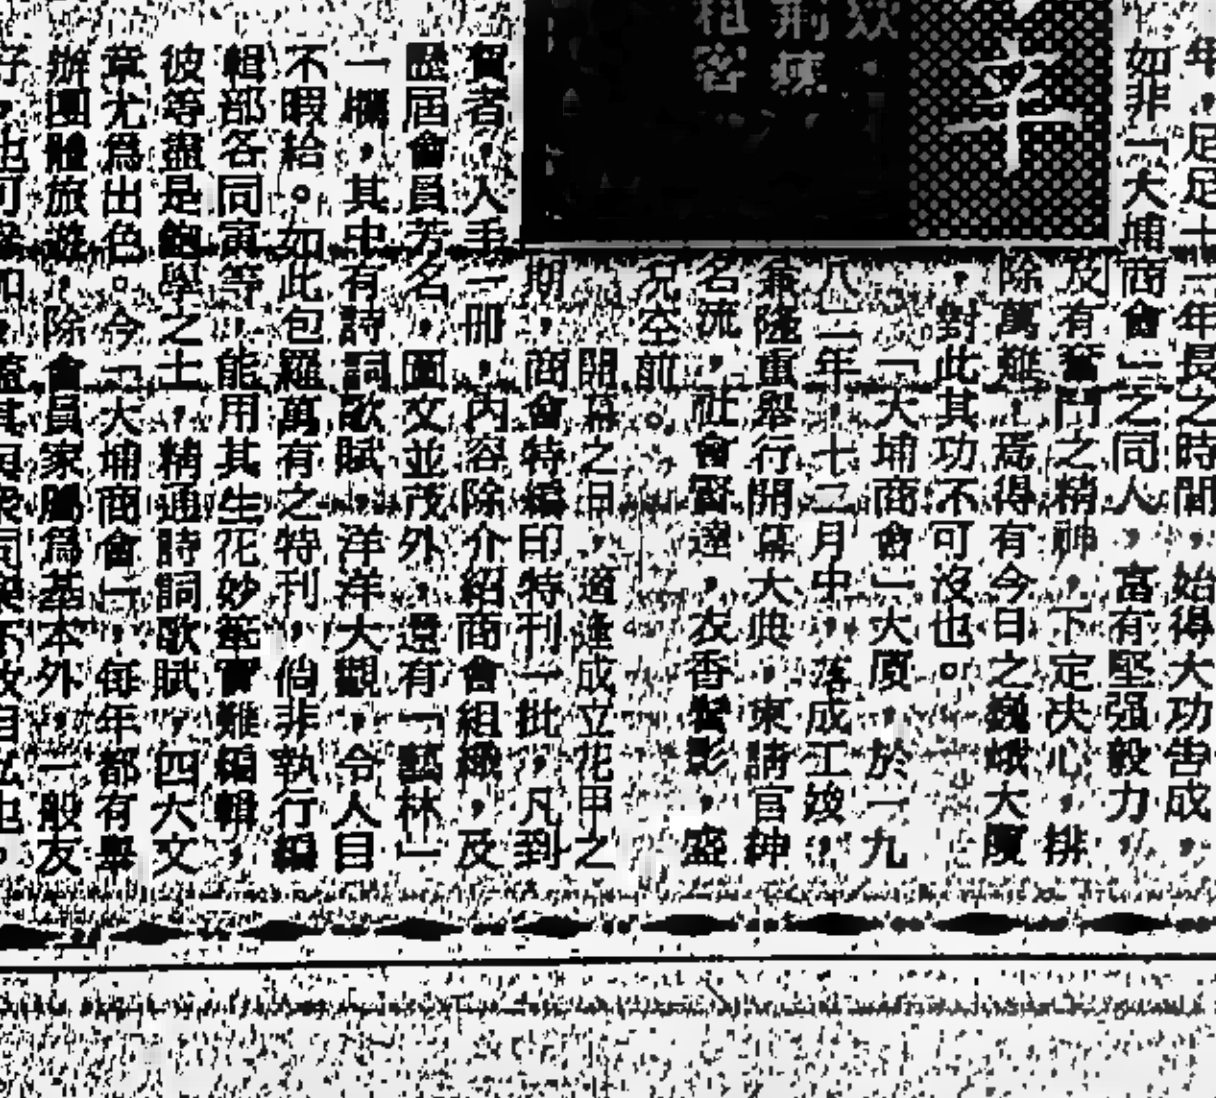 年，足足十二年長之時間，始得大功告成，
如非「大埔商會」之同人，富有堅强毅力，
及有奮鬥之精神，下定决心，排
除萬難，焉得有今日之巍峨大厦
，對此其功不可沒也。
「大埔商會」大厦，於一九
八二年，十二月中，落成工竣，
兼隆重舉行開幕大典，柬請官紳
名流，社會賢達，衣香鬢影，盛
况空前。
開幕之日，適逢成立花甲之
期，商會特編印特刊一批，凡到
賀者，人手一冊，內容除介紹商會組織，及
歷屆會員芳名，圖文並茂外，還有「藝林」
一欄，其中有詩詞歌賦，洋洋大觀，令人目
不暇給。如此包羅萬有之特刊，倘非執行編
輯部各同寅等，能用其生花妙筆實難編輯，
彼等盡是飽學之士，精通詩詞歌賦，四大文
章尤爲出色。今「大埔商會」，每年都有舉
辦團體旅遊，除會員家屬爲基本外，一般友
好，也可參加，
華
荆
客